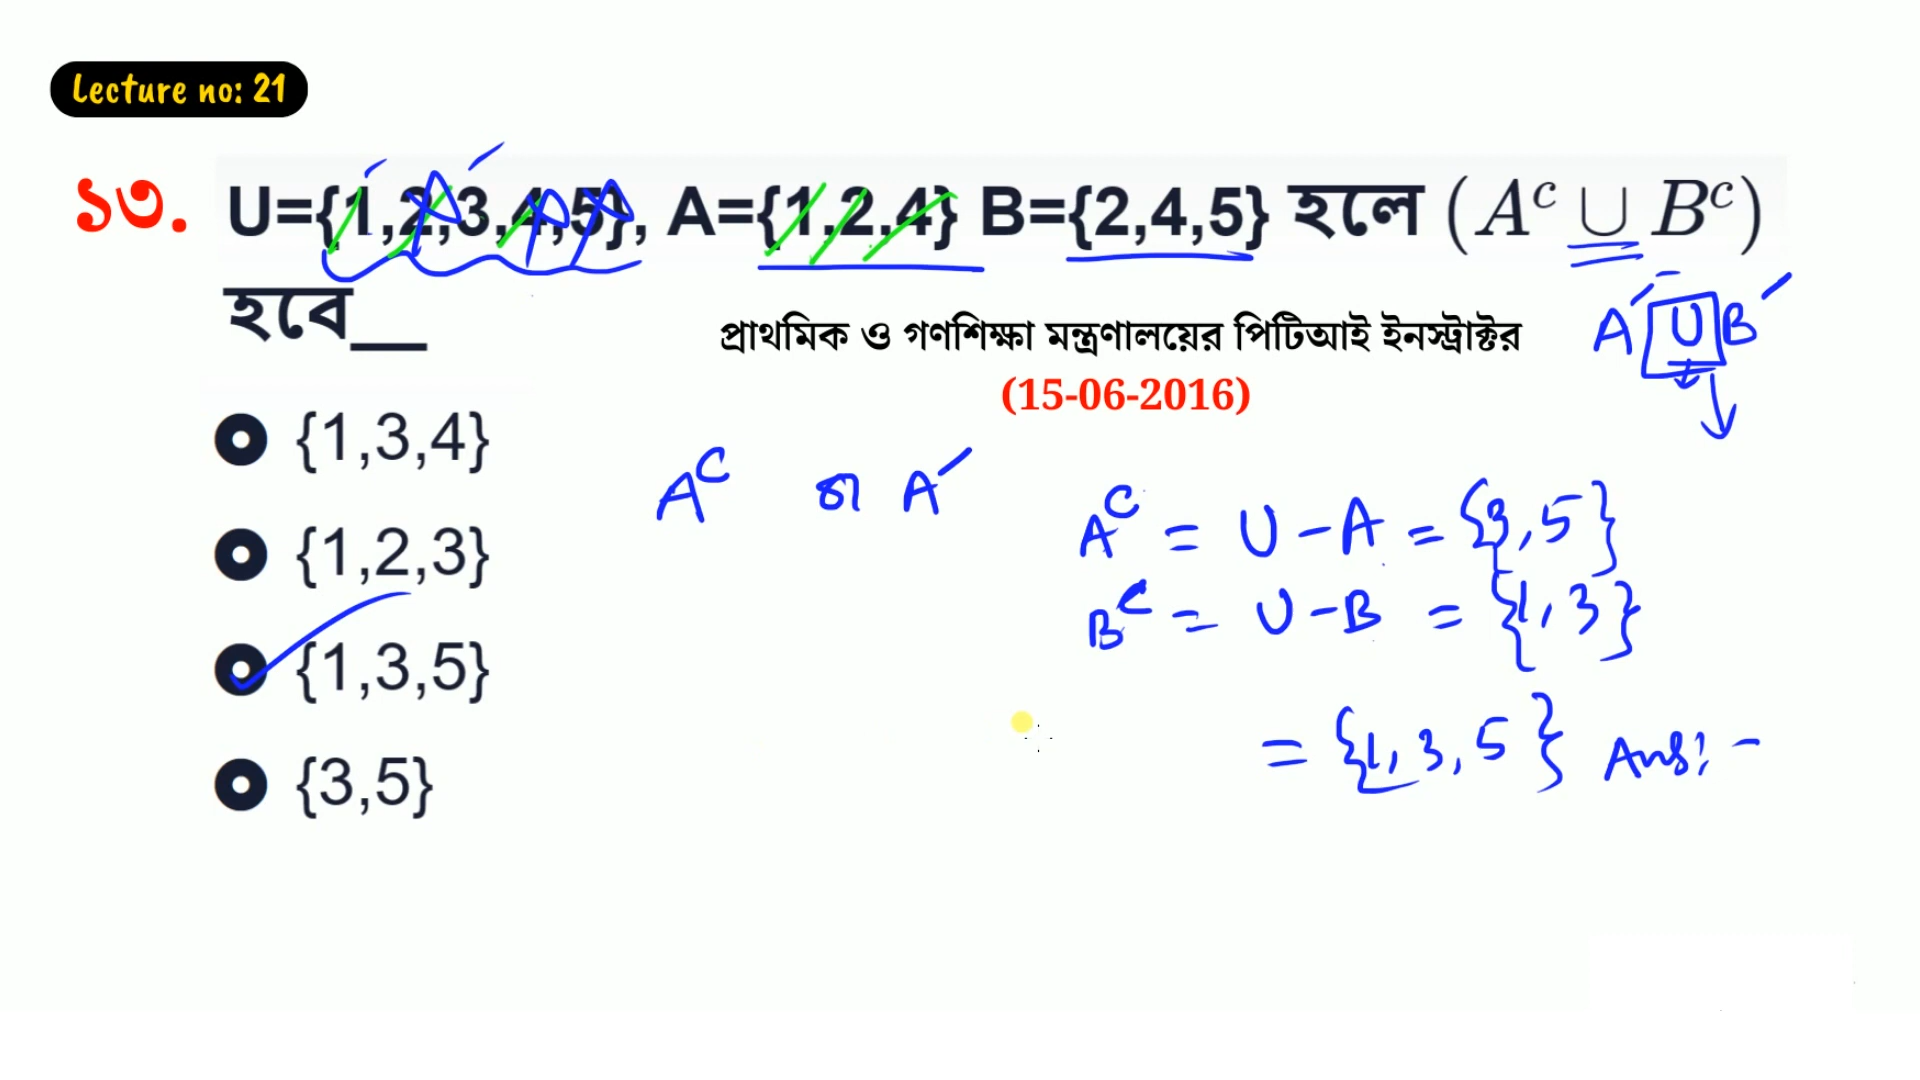 Lecture no: 21
১৩. U={1,2,3,4,5}, A={1,2,4} B={2,4,5} হলে (Aᶜ ∪ Bᶜ)
হবে__
A′ ∪ B′
প্রাথমিক ও গণশিক্ষা মন্ত্রণালয়ের পিটিআই ইনস্ট্রাক্টর
(15-06-2016)
{1,3,4}
{1,2,3}
{1,3,5}
{3,5}
Aᶜ বা A′
Aᶜ = U − A = {3,5}
Bᶜ = U − B = {1,3}
= {1,3,5} Ans: -